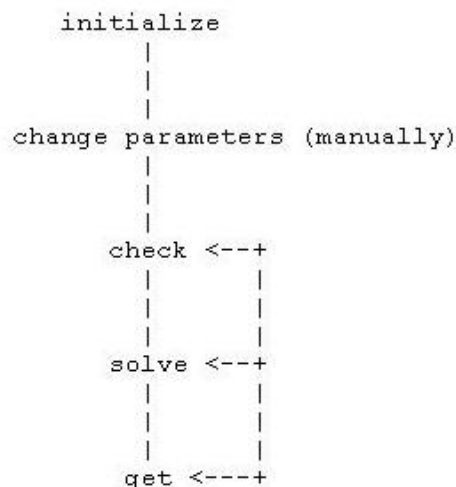 initialize
change parameters (manually)
check <---+
solve <---+
get <----+